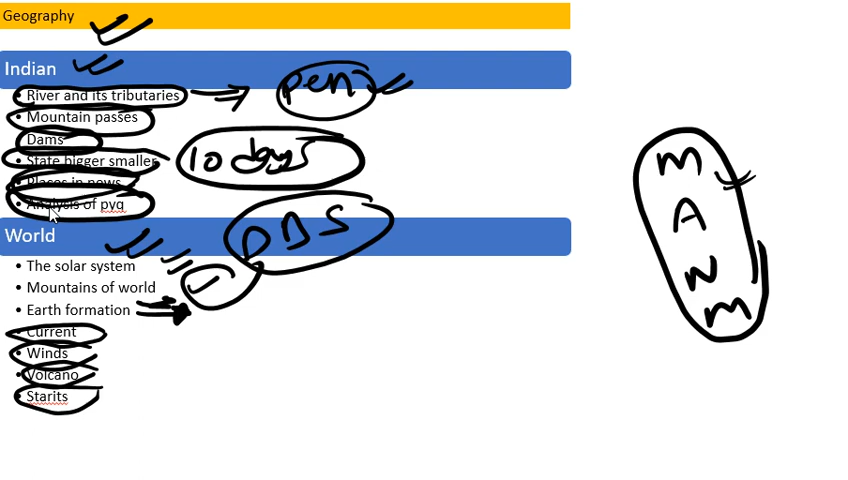 Geography
Indian
• River and its tributaries
pen
• Mountain passes
• Dams
• State bigger smaller
10 days
• Places in news
• Analysis of pyq
World
DBS
• The solar system
• Mountains of world
• Earth formation
• Current
• Winds
• Volcano
• Starits
M
A
N
M